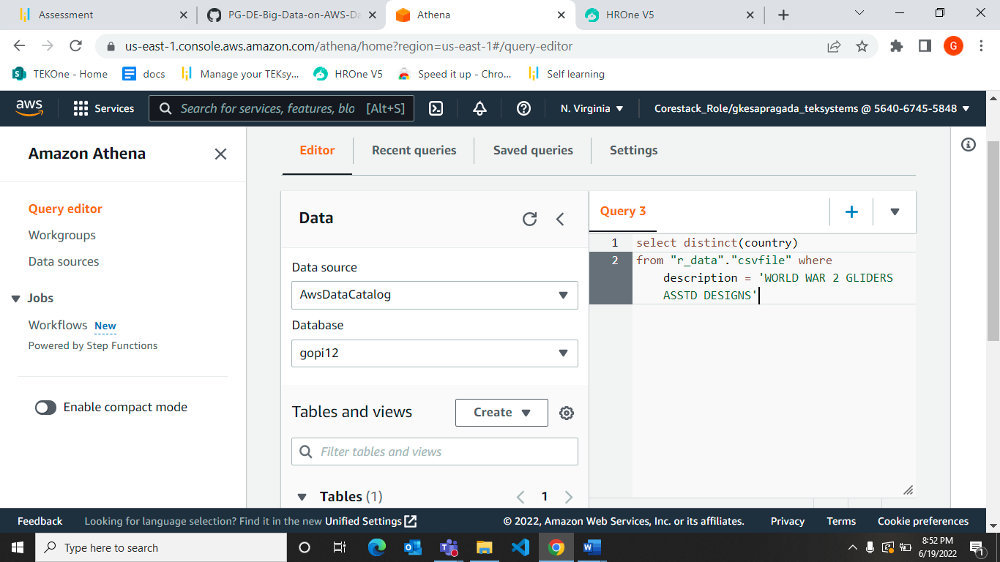 Assessment
PG-DE-Big-Data-on-AWS-Da
Athena
HROne V5
us-east-1.console.aws.amazon.com/athena/home?region=us-east-1#/query-editor
G
TEKOne - Home
docs
Manage your TEKsy...
HROne V5
Speed it up - Chro...
Self learning
aws
Services
Search for services, features, blo
[Alt+S]
N. Virginia
Corestack_Role/gkesapragada_teksystems @ 5640-6745-5848
Amazon Athena
Query editor
Workgroups
Data sources
Jobs
Workflows New
Powered by Step Functions
Enable compact mode
Editor
Recent queries
Saved queries
Settings
Data
Data source
AwsDataCatalog
Database
gopi12
Tables and views
Create
Filter tables and views
Tables (1)
1
Query 3
1 select distinct(country)
2 from "r_data"."csvfile" where
description = 'WORLD WAR 2 GLIDERS
ASSTD DESIGNS'
Feedback
Looking for language selection? Find it in the new Unified Settings
© 2022, Amazon Web Services, Inc. or its affiliates.
Privacy
Terms
Cookie preferences
Type here to search
8:52 PM
6/19/2022
1